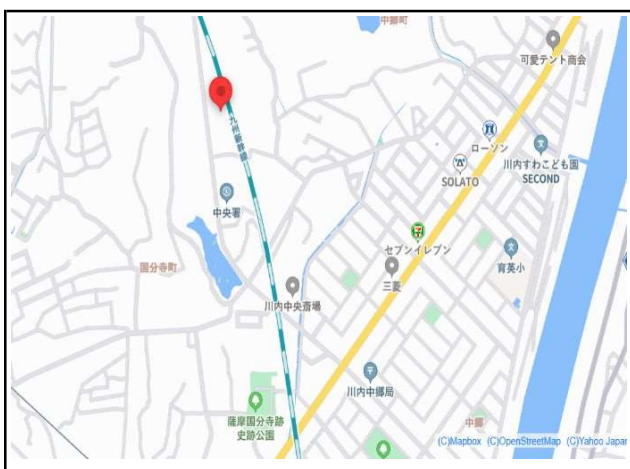 中郷町
可愛テント商会
九州新幹線
ローソン
川内すわこども園
SECOND
SOLATO
中央署
セブンイレブン
育英小
国分寺町
三菱
川内中央斎場
川内中郷局
薩摩国分寺跡
史跡公園
中郷
(C)Mapbox (C)OpenStreetMap (C)Yahoo Japan